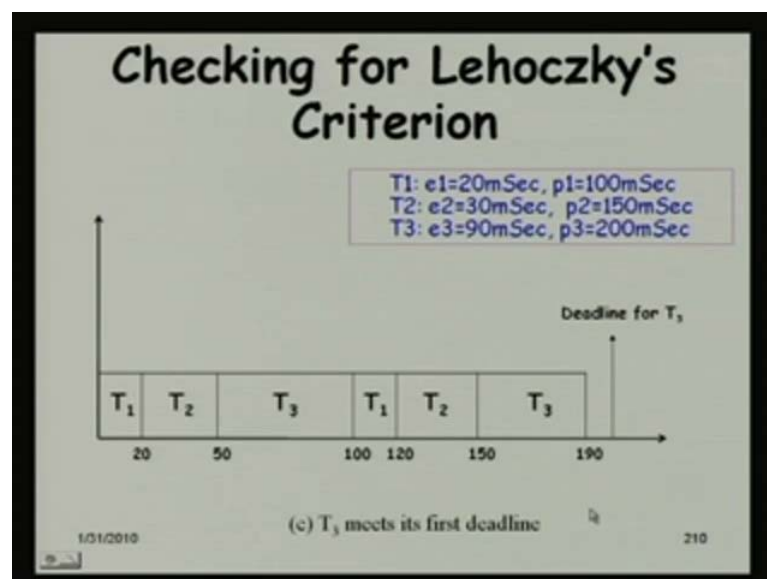 Checking for Lehoczky's
Criterion
T1: e1=20mSec, p1=100mSec
T2: e2=30mSec, p2=150mSec
T3: e3=90mSec, p3=200mSec
Deadline for T₃
T₁ T₂ T₃ T₁ T₂ T₃
20 50 100 120 150 190
(c) T₃ meets its first deadline
1/31/2010 210